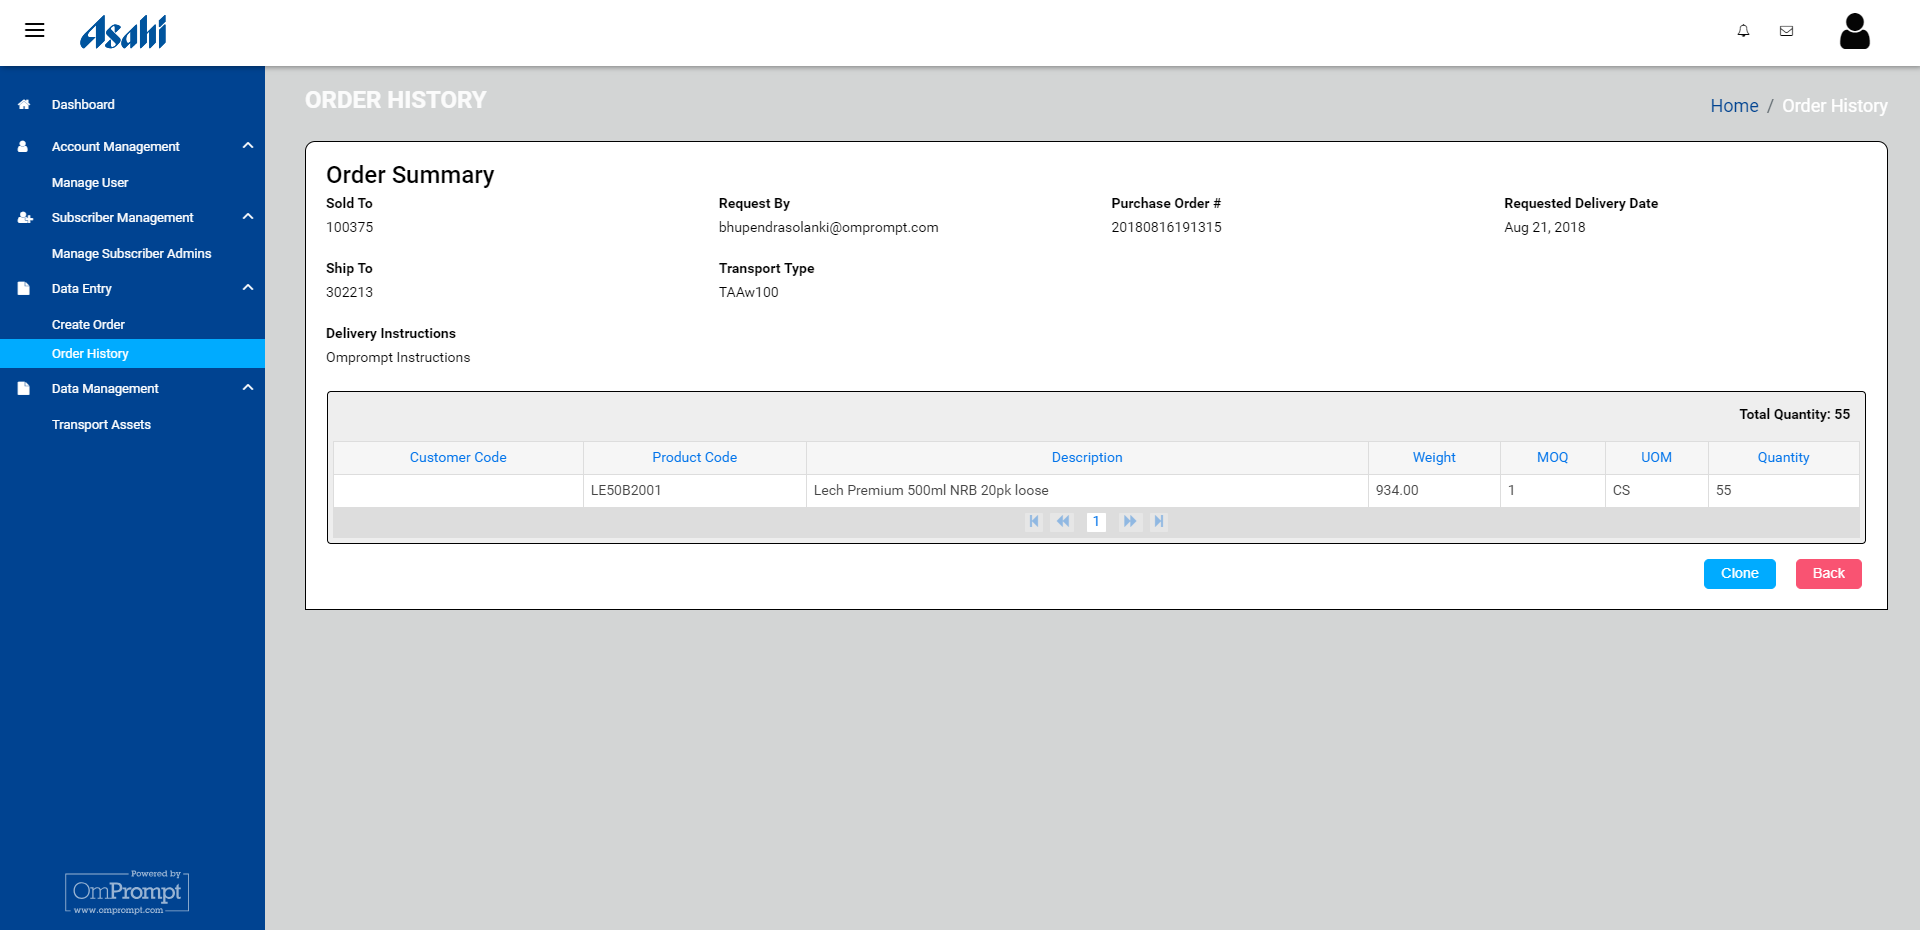 Asahi
Dashboard
Account Management
Manage User
Subscriber Management
Manage Subscriber Admins
Data Entry
Create Order
Order History
Data Management
Transport Assets
Powered by
OmPrompt
www.omprompt.com
ORDER HISTORY
Home / Order History
Order Summary
Sold To
100375
Request By
bhupendrasolanki@omprompt.com
Purchase Order #
20180816191315
Requested Delivery Date
Aug 21, 2018
Ship To
302213
Transport Type
TAAw100
Delivery Instructions
Omprompt Instructions
Total Quantity: 55
Customer Code Product Code Description Weight MOQ UOM Quantity
LE50B2001 Lech Premium 500ml NRB 20pk loose 934.00 1 CS 55
1
Clone Back